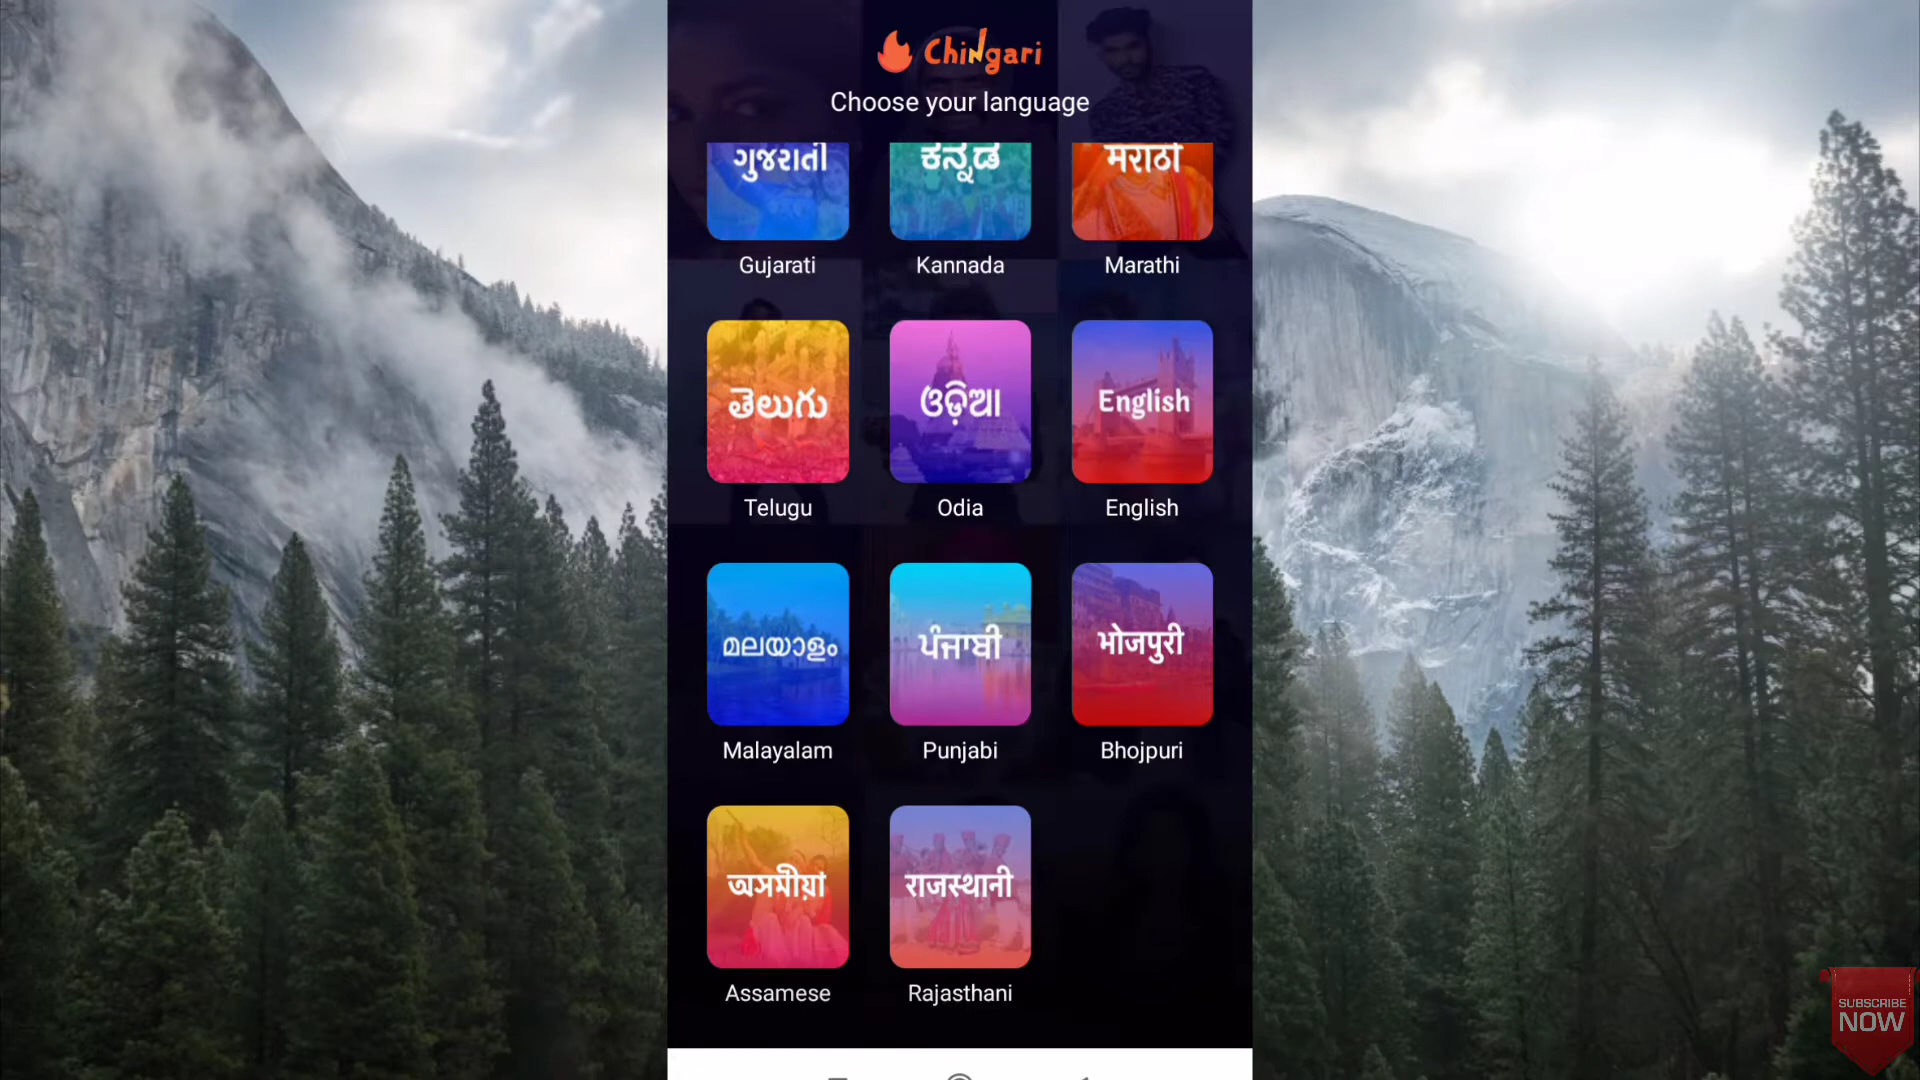 Chingari
Choose your language
ગુજરાતી ಕನ್ನಡ मराठी
Gujarati Kannada Marathi
తెలుగు ଓଡ଼ିଆ English
Telugu Odia English
മലയാളം ਪੰਜਾਬੀ भोजपुरी
Malayalam Punjabi Bhojpuri
অসমীয়া राजस्थानी
Assamese Rajasthani
SUBSCRIBE
NOW